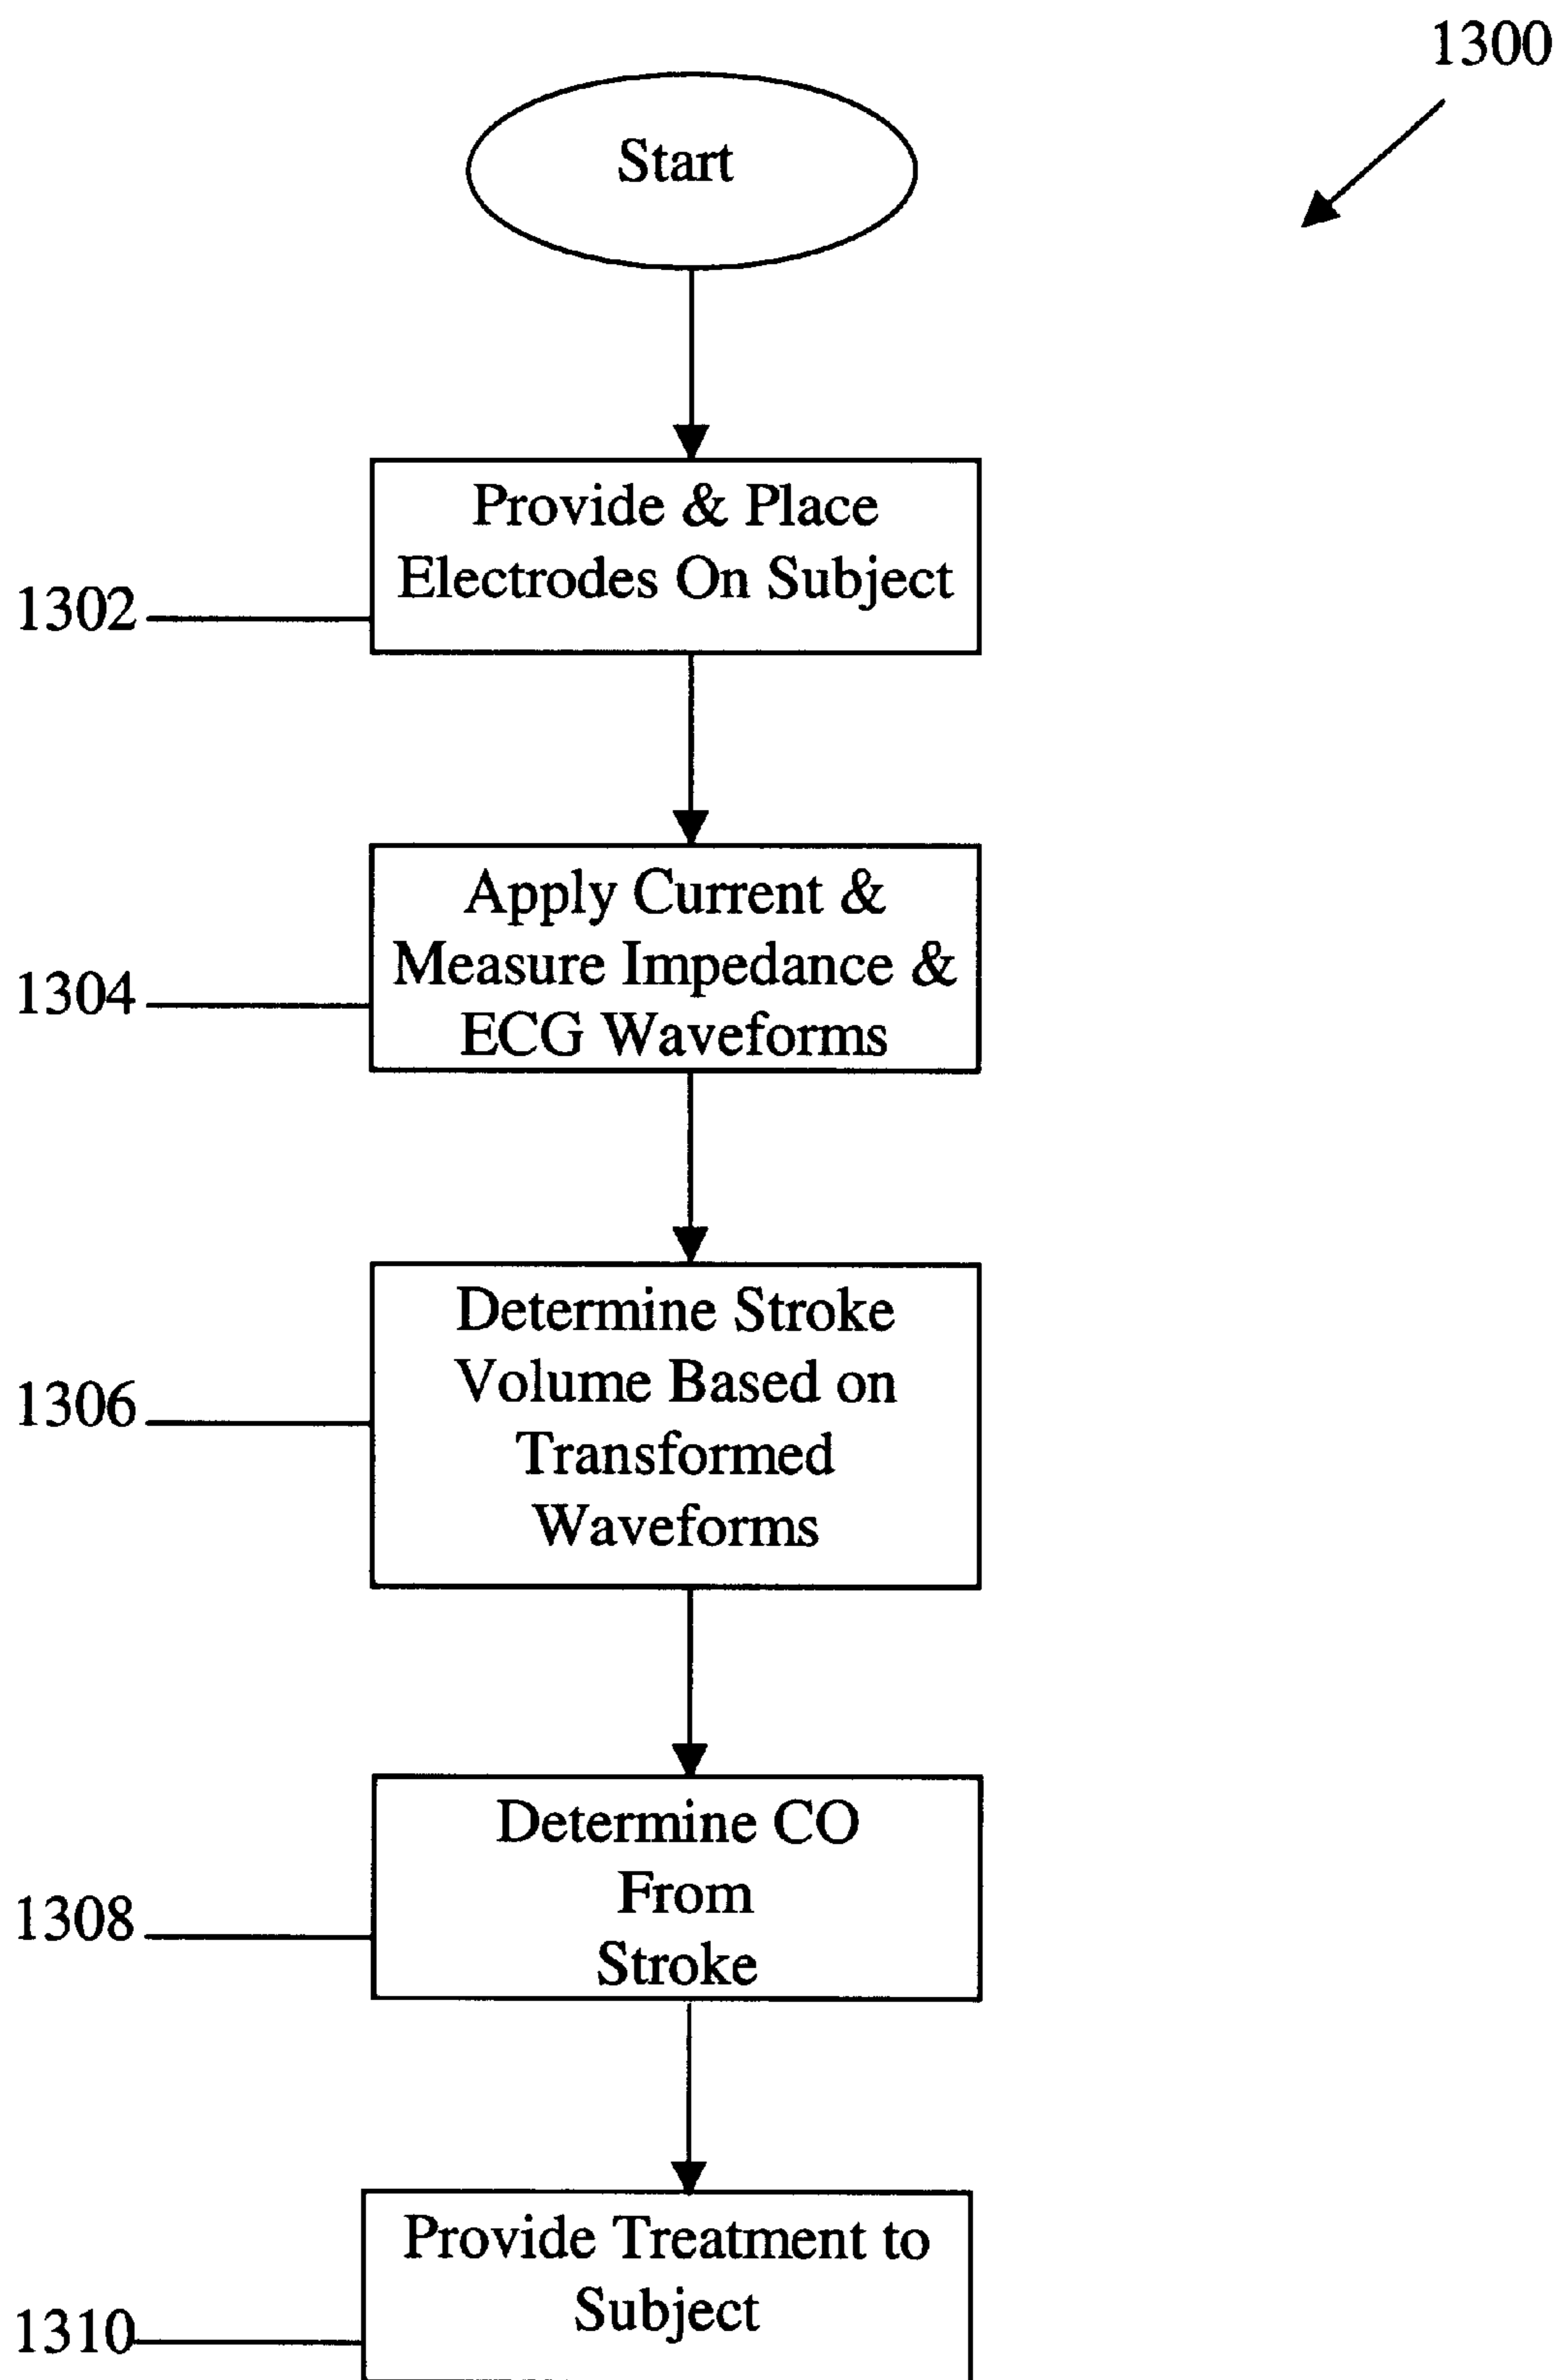 1300
Start
Provide & Place
Electrodes On Subject
1302
Apply Current &
Measure Impedance &
ECG Waveforms
1304
Determine Stroke
Volume Based on
Transformed
Waveforms
1306
Determine CO
From
Stroke
1308
Provide Treatment to
Subject
1310